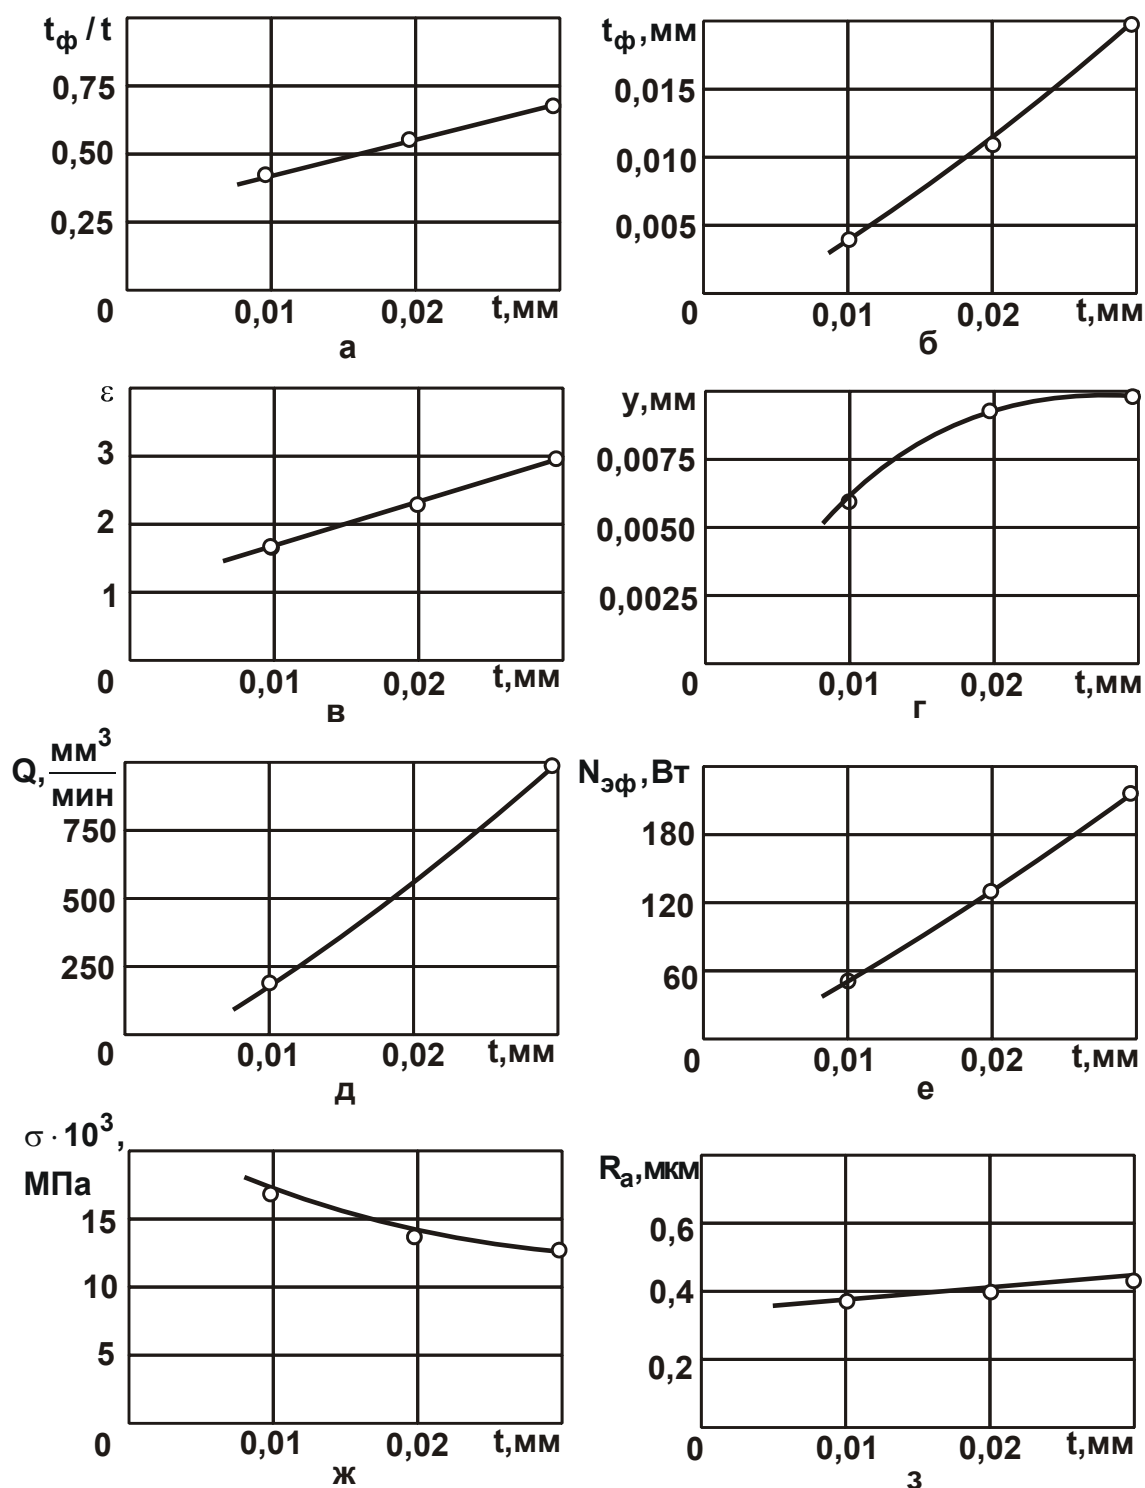 tф / t
0,75
0,50
0,25
0
0,01
0,02
t,мм
а
tф,мм
0,015
0,010
0,005
0
0,01
0,02
t,мм
б
ε
3
2
1
0
0,01
0,02
t,мм
в
y,мм
0,0075
0,0050
0,0025
0
0,01
0,02
t,мм
г
Q, мм³
мин
750
500
250
0
0,01
0,02
t,мм
д
Nэф,Вт
180
120
60
0
0,01
0,02
t,мм
е
σ · 10³,
МПа
15
10
5
0
0,01
0,02
t,мм
ж
Ra,мкм
0,6
0,4
0,2
0
0,01
0,02
t,мм
з